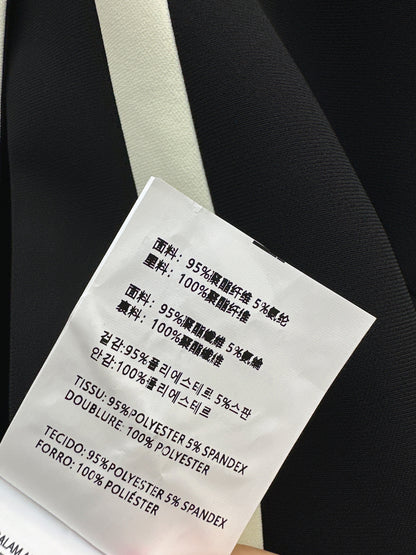 面料：95%聚酯纤维 5%氨纶
里料：100%聚酯纤维
面料：95%聚酯纖維 5%氨綸
裏料：100%聚酯纖維
겉감:95%폴리에스테르 5%스판
안감:100%폴리에스테르
TISSU: 95%POLYESTER 5% SPANDEX
DOUBLURE: 100% POLYESTER
TECIDO: 95%POLYESTER 5% SPANDEX
FORRO: 100% POLIÉSTER